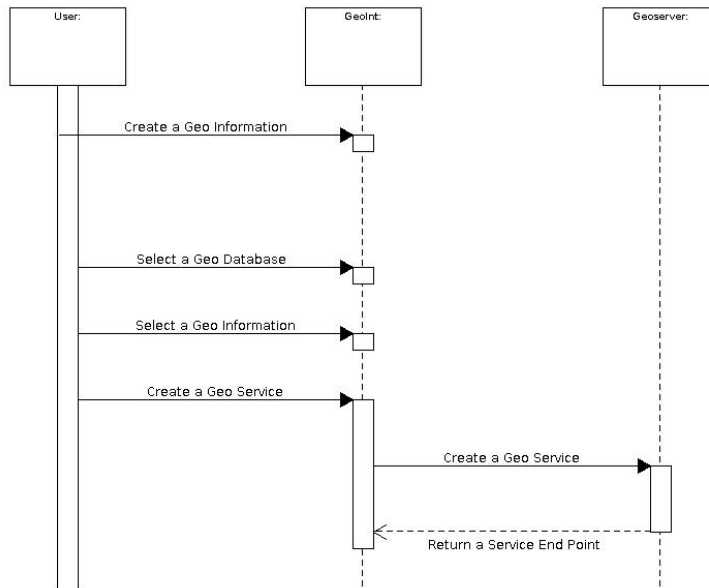 User:
GeoInt:
Geoserver:
Create a Geo Information
Select a Geo Database
Select a Geo Information
Create a Geo Service
Create a Geo Service
Return a Service End Point